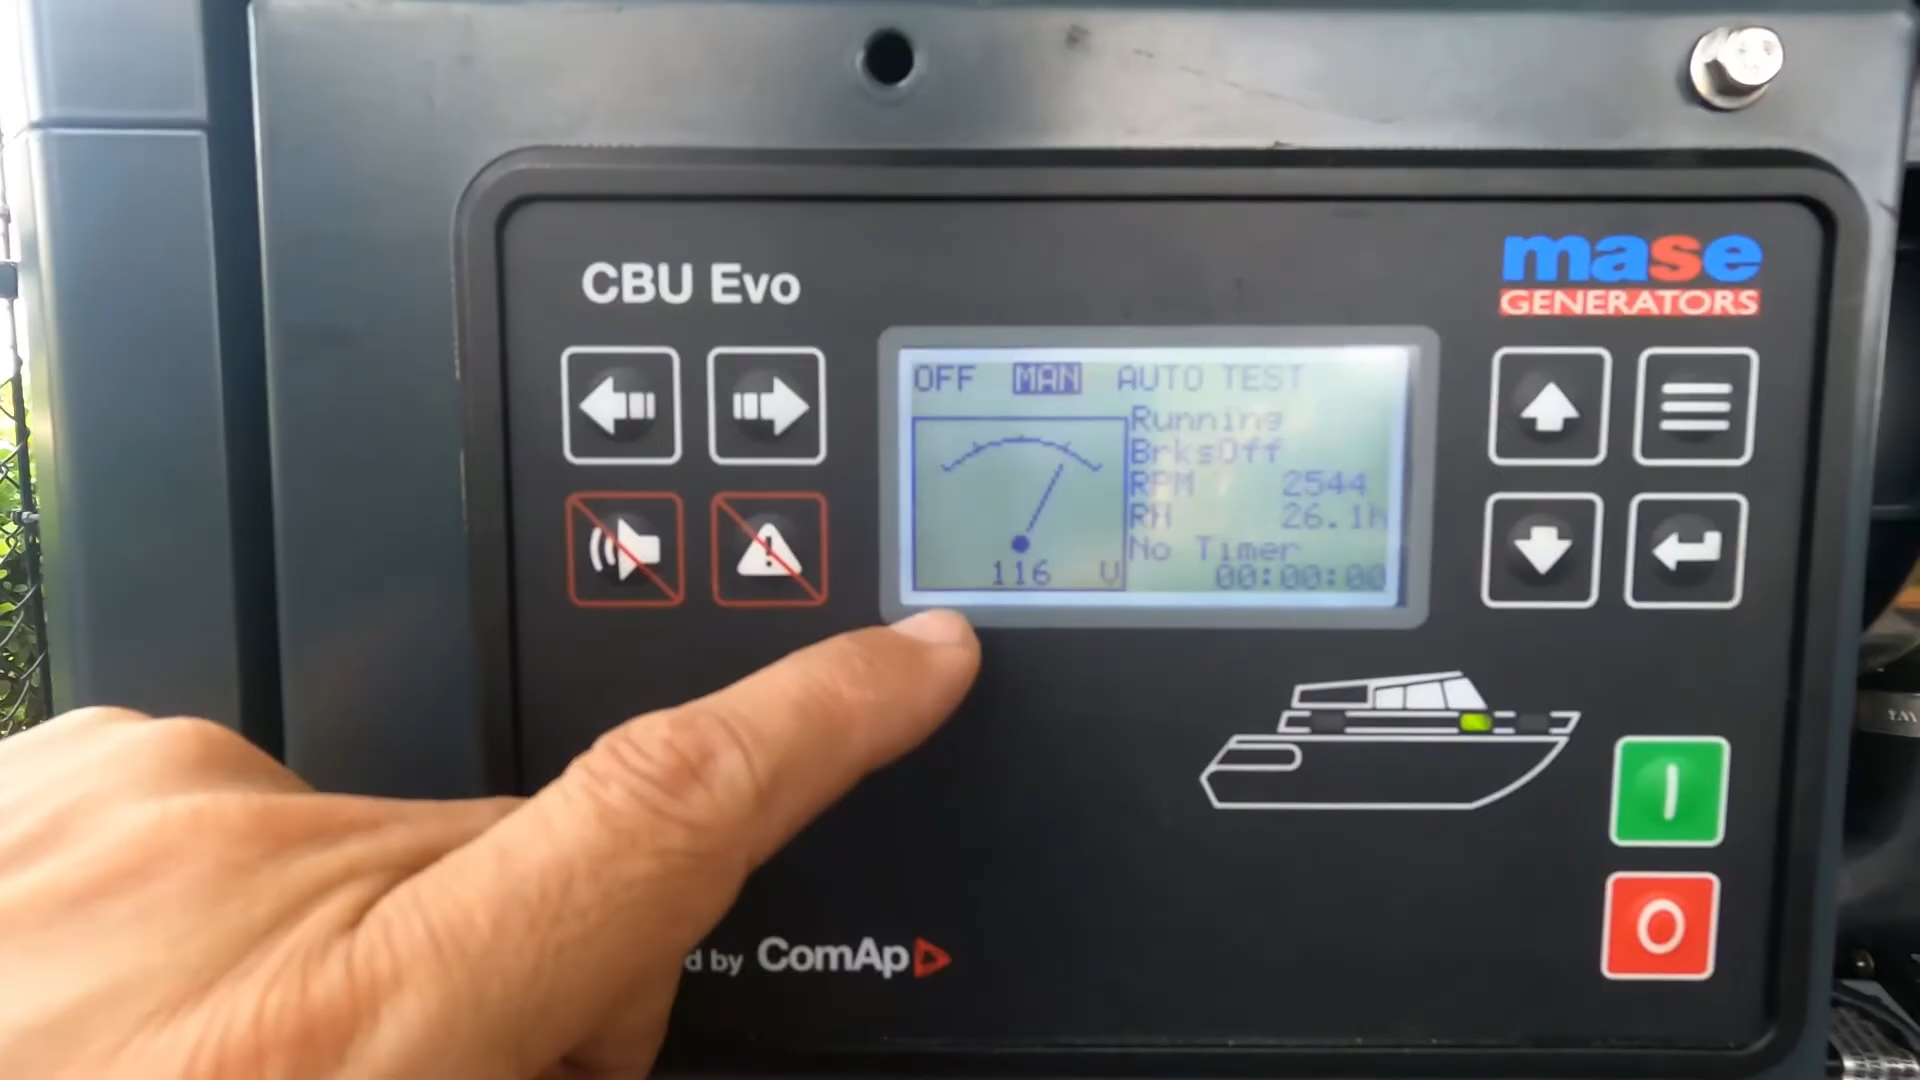 CBU Evo
mase
GENERATORS
OFF MAN AUTO TEST
Running
BrksOff
RPM 2544
RH 26.1h
No Timer
00:00:00
116 V
d by ComAp